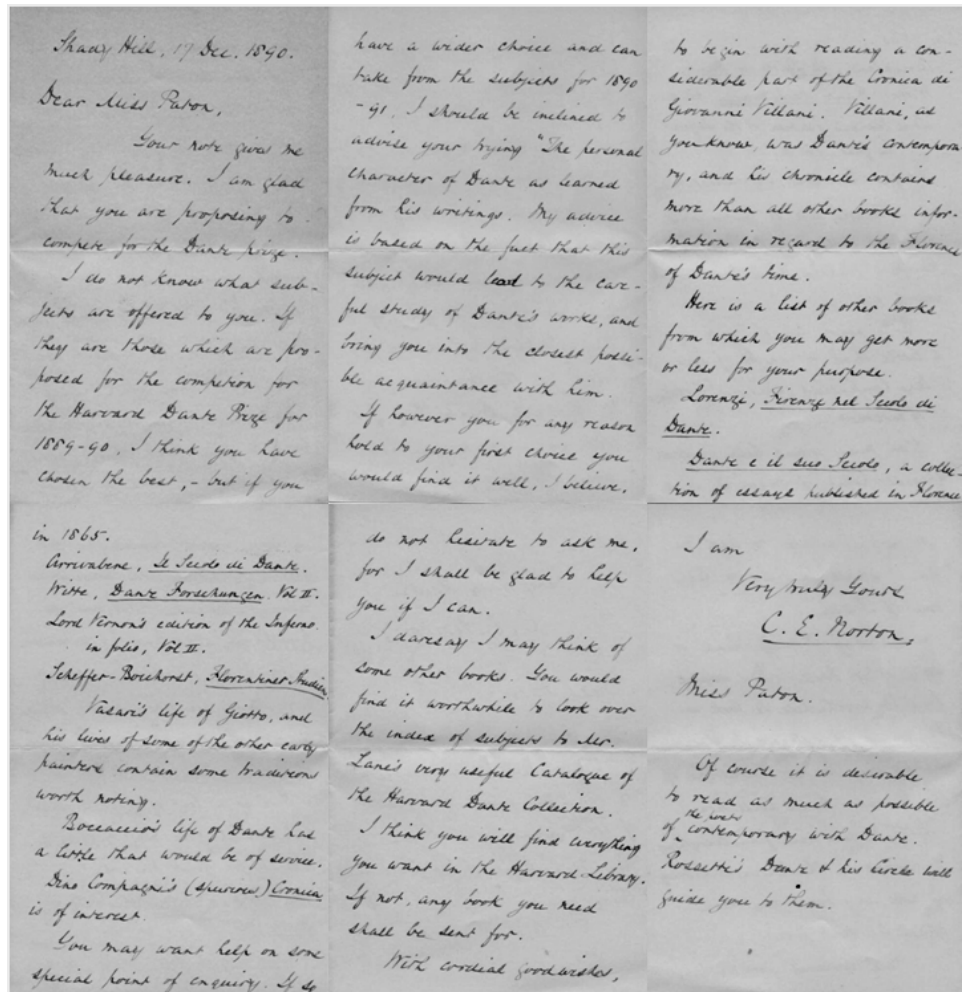 Shady Hill, 17 Dec. 1890.
Dear Miss Paton,
Your note gives me
much pleasure. I am glad
that you are proposing to
compete for the Dante prize.
I do not know what sub-
jects are offered to you. If
they are those which are pro-
posed for the competion for
the Harvard Dante Prize for
1889-90, I think you have
chosen the best, - but if you
have a wider choice and can
take from the subjects for 1890
-91, I should be inclined to
advise your trying "The personal
character of Dante as learned
from his writings. My advice
is based on the fact that this
subject would lead to the care-
ful study of Dante's works, and
bring you into the closest possi-
ble acquaintance with him.
If however you for any reason
hold to your first choice you
would find it well, I believe,
to begin with reading a con-
siderable part of the Cronica di
Giovanni Villani. Villani, as
you know, was Dante's contempora
ry, and his chronicle contains
more than all other books infor-
mation in regard to the Florence
of Dante's time.
Here is a list of other books
from which you may get more
or less for your purpose.
Lorenzi, Firenze nel Secolo di
Dante.
Dante e il suo Secolo, a collec-
tion of essays published in Florence
in 1865.
Arrivabene, Il Secolo di Dante.
Witte, Dante Forschungen. Vol II.
Lord Vernon's edition of the Inferno.
in folio, Vol II.
Scheffer-Boichorst, Florentiner Studien.
Vasari's life of Giotto, and
his lives of some of the other early
painters contain some traditions
worth noting.
Boccaccio's life of Dante has
a little that would be of service.
Dino Compagni's (spurious) Cronica
is of interest.
You may want help on some
special point of enquiry. If so
do not hesitate to ask me,
for I shall be glad to help
you if I can.
I daresay I may think of
some other books. You would
find it worthwhile to look over
the index of subjects to Mr.
Lane's very useful Catalogue of
the Harvard Dante Collection.
I think you will find everything
you want in the Harvard Library.
If not, any book you need
shall be sent for.
With cordial good wishes,
I am
Very truly Yours
C. E. Norton.
Miss Paton.
Of course it is desirable
to read as much as possible
of the poets contemporary with Dante.
Rossetti's Dante & his Circle will
guide you to them.